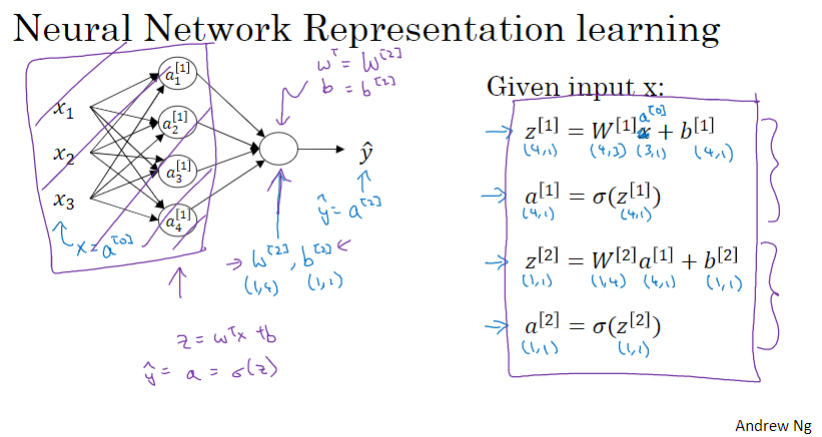 Neural Network Representation learning
wᵀ = W^[2]
b = b^[2]
x₁
x₂
x₃
a₁^[1]
a₂^[1]
a₃^[1]
a₄^[1]
ŷ
x = a^[0]
ŷ = a^[2]
→ W^[2], b^[2] ←
(1,4) (1,1)
z = wᵀx + b
ŷ = a = σ(z)
Given input x:
a^[0]
→ z^[1] = W^[1]x + b^[1]
(4,1) (4,3) (3,1) (4,1)
→ a^[1] = σ(z^[1])
(4,1) (4,1)
→ z^[2] = W^[2]a^[1] + b^[2]
(1,1) (1,4) (4,1) (1,1)
→ a^[2] = σ(z^[2])
(1,1) (1,1)
Andrew Ng